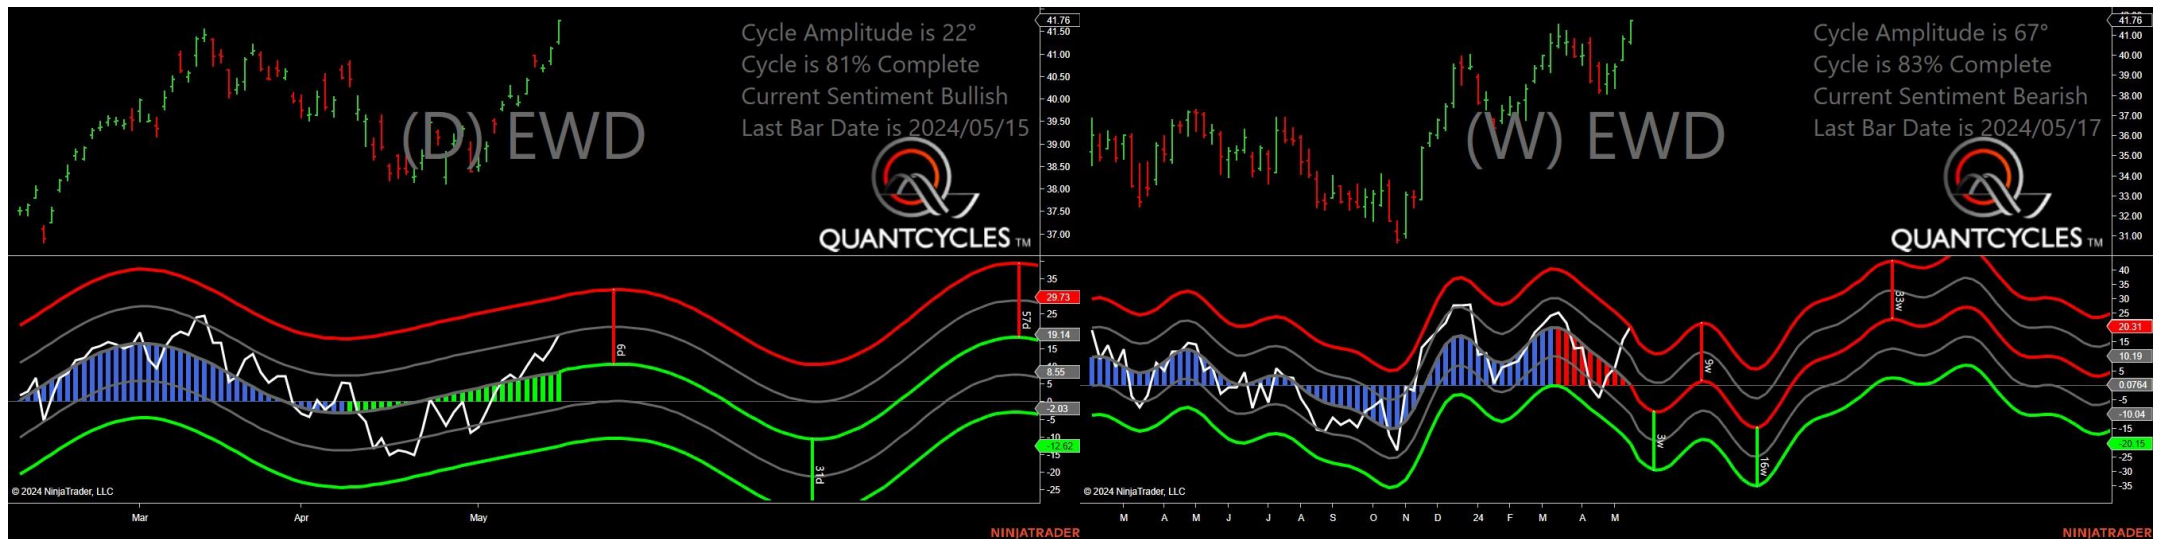 Cycle Amplitude is 22°
Cycle is 81% Complete
Current Sentiment Bullish
Last Bar Date is 2024/05/15
(D) EWD
QUANTCYCLES TM
41.76
41.50
41.00
40.50
40.00
39.50
39.00
38.50
38.00
37.50
37.00
35
29.73
25
19.14
15
8.55
5
0
-2.03
-5
-10
-12.62
-15
-20
-25
6d
31d
57d
© 2024 NinjaTrader, LLC
Mar Apr May
NINJATRADER
Cycle Amplitude is 67°
Cycle is 83% Complete
Current Sentiment Bearish
Last Bar Date is 2024/05/17
(W) EWD
QUANTCYCLES TM
41.76
41.00
40.00
39.00
38.00
37.00
36.00
35.00
34.00
33.00
32.00
31.00
40
35
30
25
20.31
15
10.19
5
0.0764
-5
-10.04
-15
-20.15
-25
-30
-35
3w
9w
16w
33w
© 2024 NinjaTrader, LLC
M A M J J A S O N D 24 F M A M
NINJATRADER